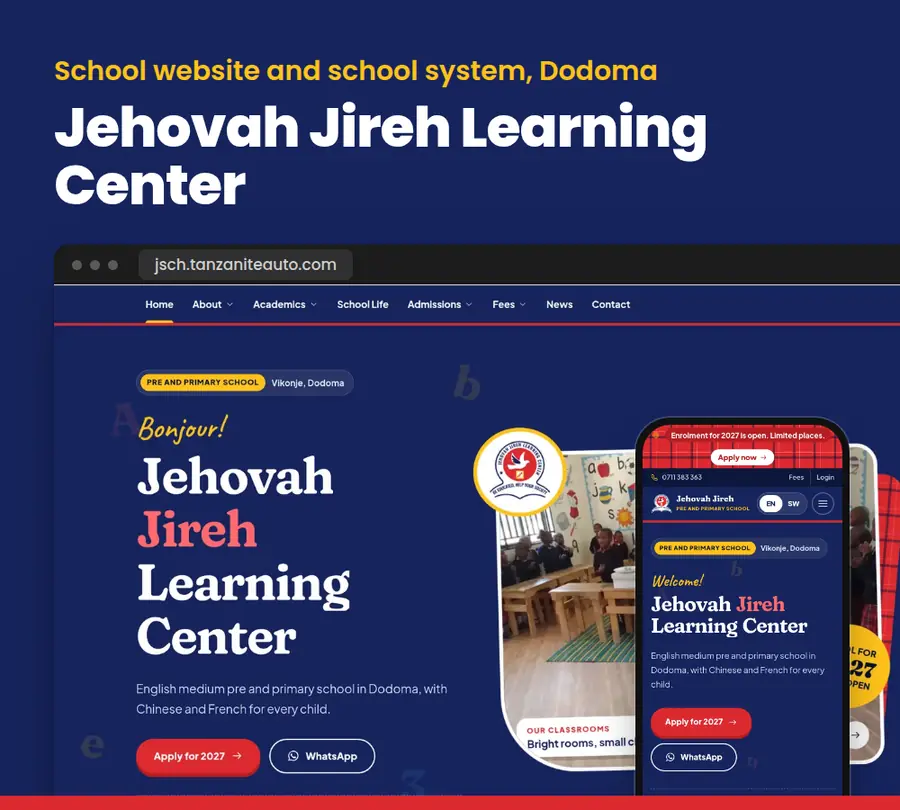 School website and school system, Dodoma
Jehovah Jireh Learning
Center
jsch.tanzaniteauto.com
Home About Academics School Life Admissions Fees News Contact
PRE AND PRIMARY SCHOOL Vikonje, Dodoma
Bonjour!
Jehovah
Jireh
Learning
Center
English medium pre and primary school in Dodoma, with
Chinese and French for every child.
Apply for 2027 → WhatsApp
OUR CLASSROOMS
Bright rooms, small c
Enrolment for 2027 is open. Limited places.
Apply now →
0711 383 363 Fees Login
Jehovah Jireh
PRE AND PRIMARY SCHOOL
EN SW
PRE AND PRIMARY SCHOOL Vikonje, Dodoma
Welcome!
Jehovah Jireh
Learning Center
English medium pre and primary school in
Dodoma, with Chinese and French for every
child.
Apply for 2027 →
WhatsApp
FOR
27
OPEN
A
b
e
3